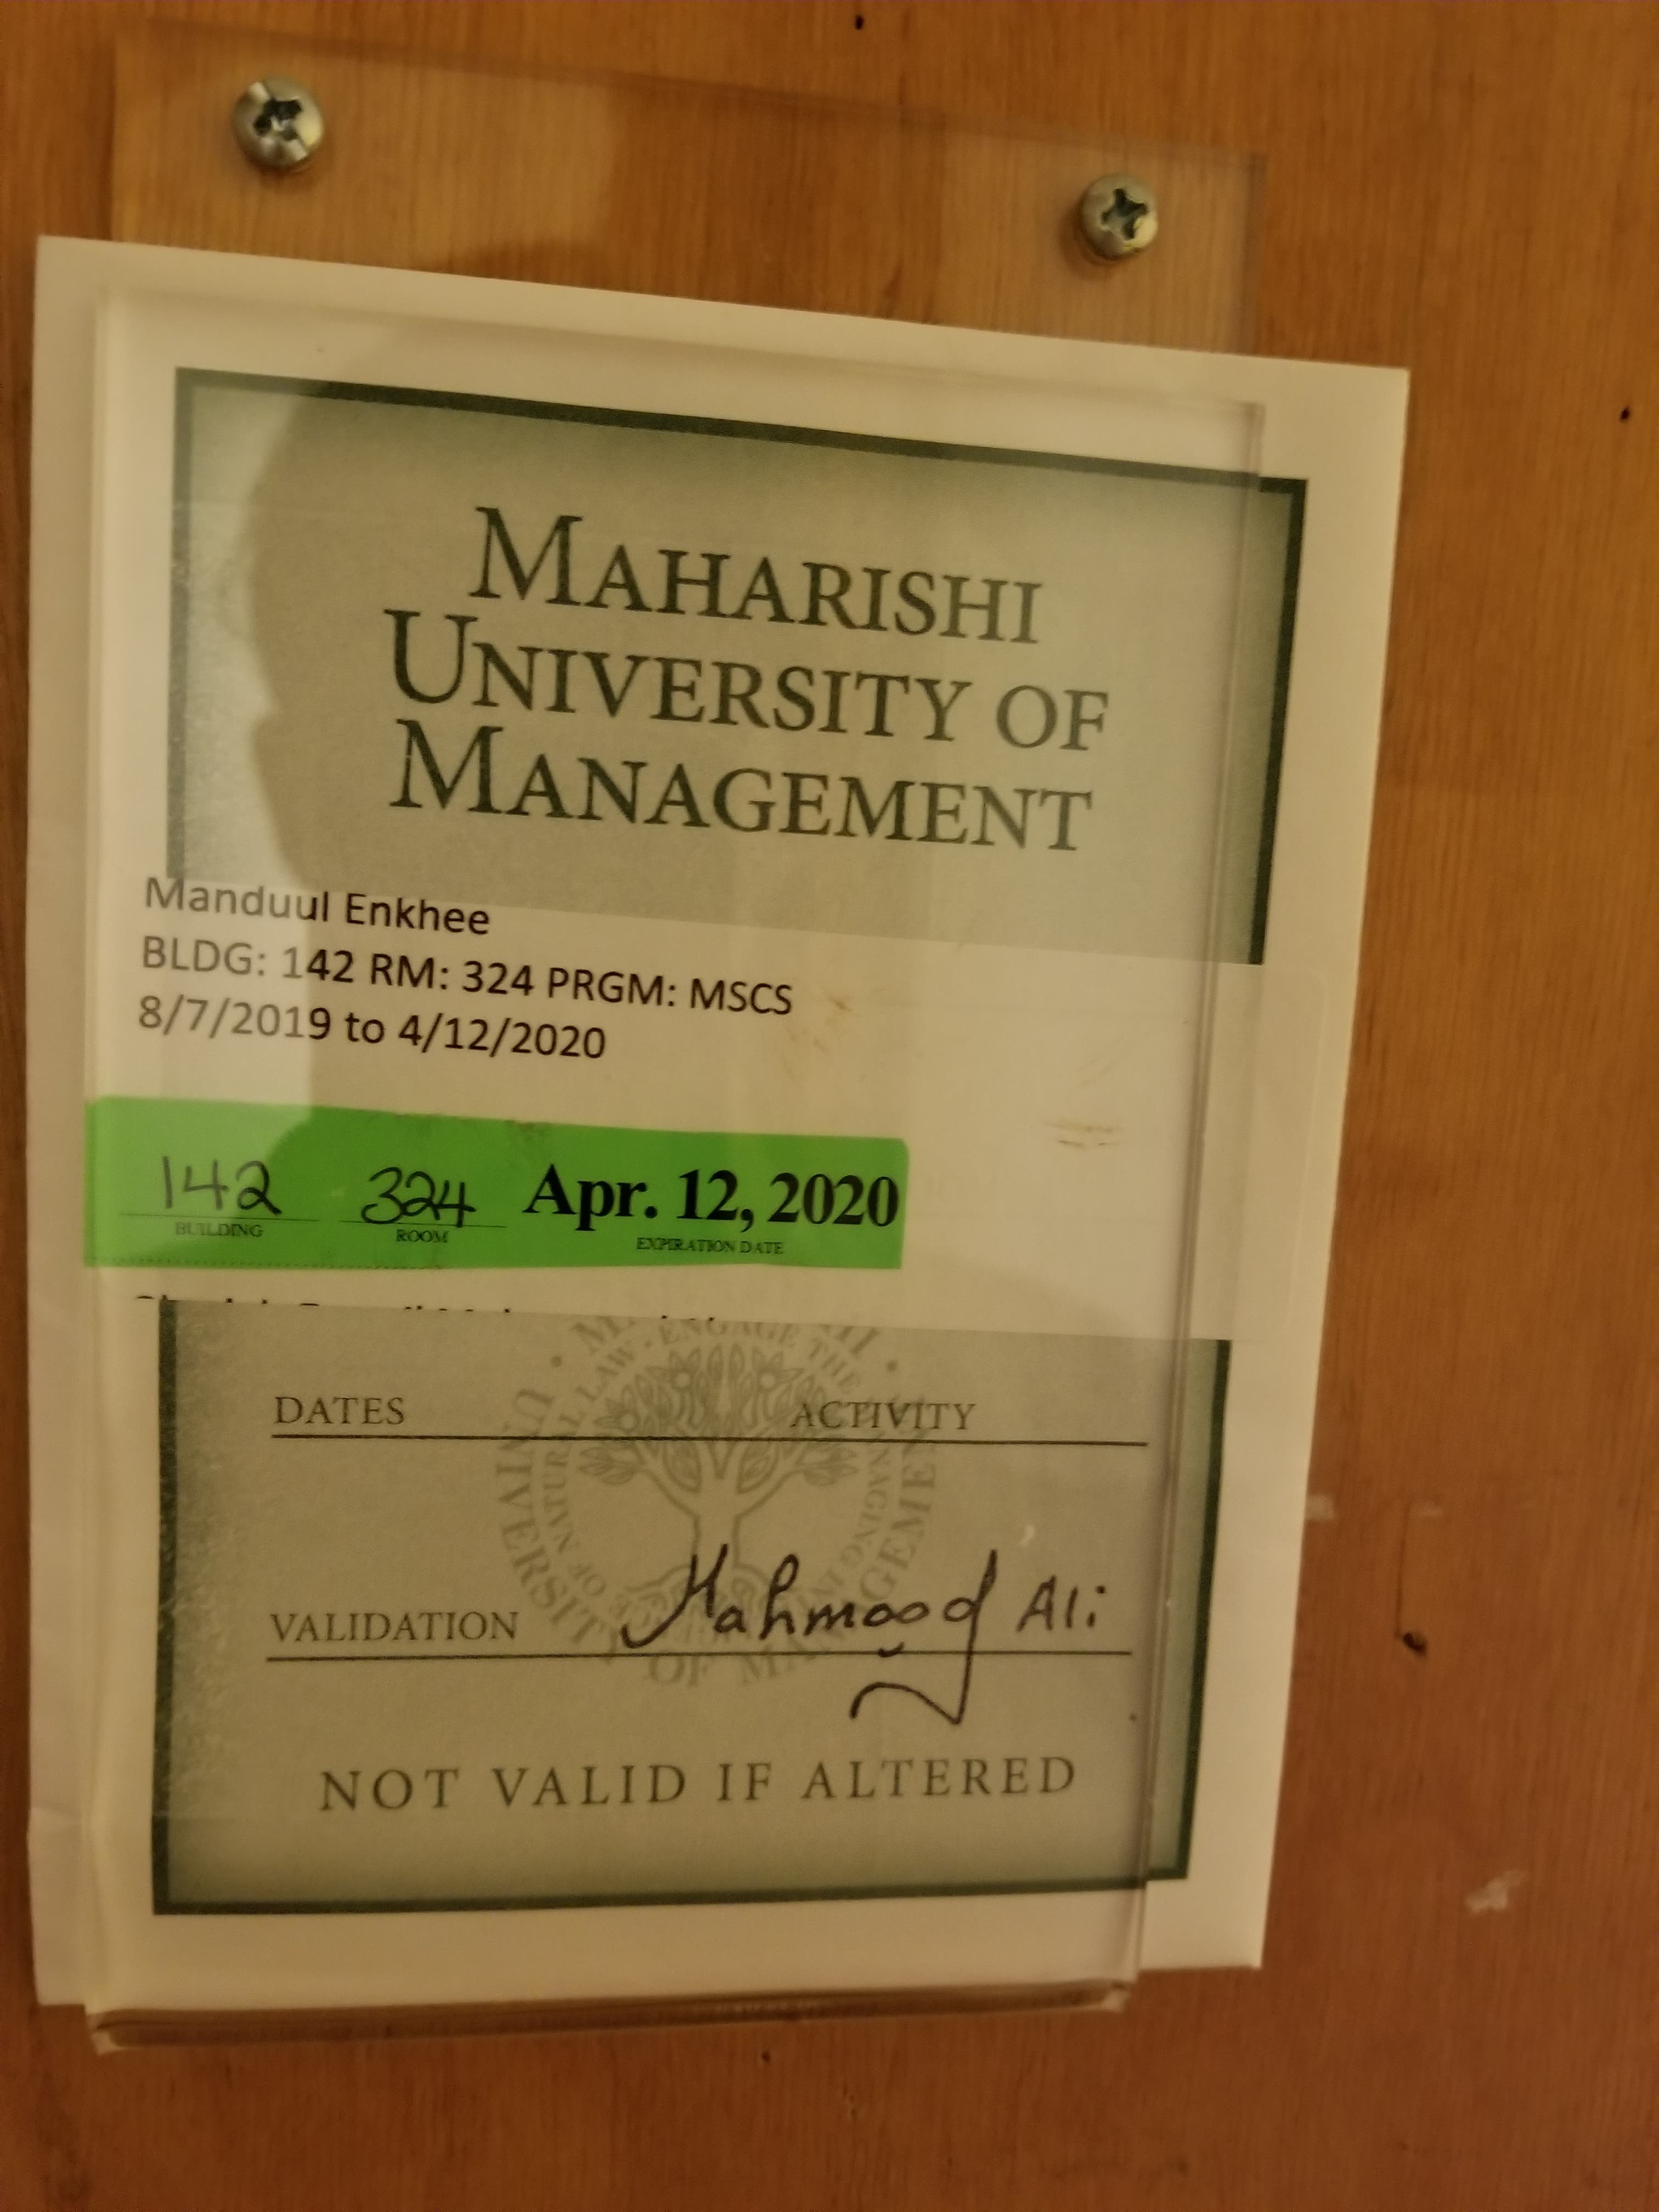 MAHARISHI
UNIVERSITY OF
MANAGEMENT
Manduul Enkhee
BLDG: 142 RM: 324 PRGM: MSCS
8/7/2019 to 4/12/2020
142 324 Apr. 12, 2020
BUILDING ROOM EXPIRATION DATE
DATES ACTIVITY
VALIDATION Mahmood Ali
NOT VALID IF ALTERED